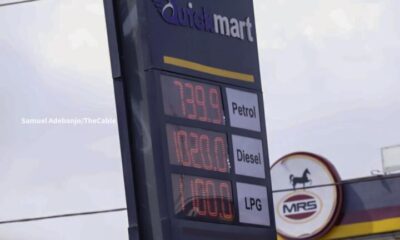 Quickmart
739.9 Petrol
1020.0 Diesel
1100.0 LPG
MRS
Samuel Adebanjo/TheCable